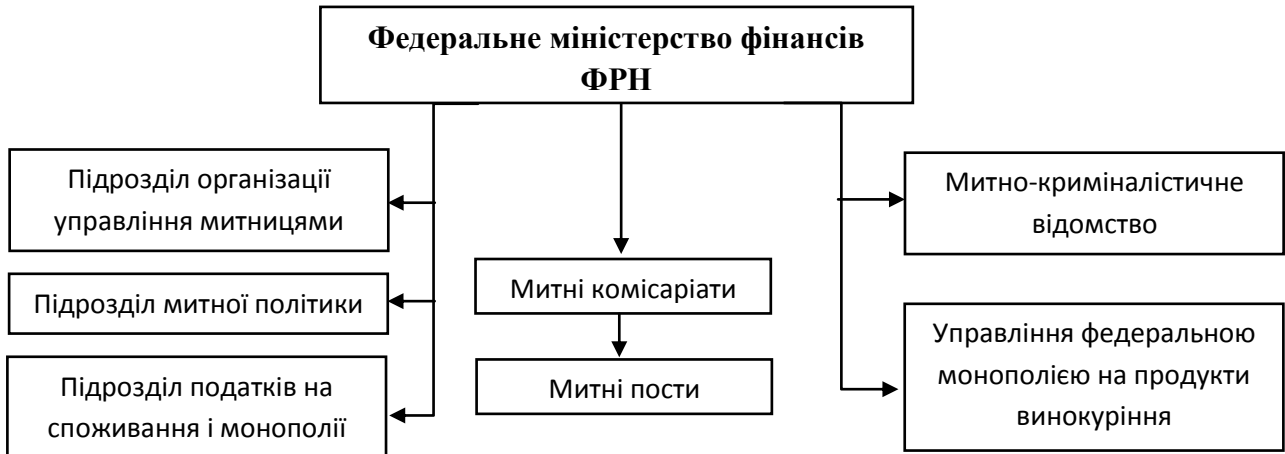 Федеральне міністерство фінансів
ФРН
Підрозділ організації
управління митницями
Підрозділ митної політики
Підрозділ податків на
споживання і монополії
Митні комісаріати
Митні пости
Митно-криміналістичне
відомство
Управління федеральною
монополією на продукти
винокуріння